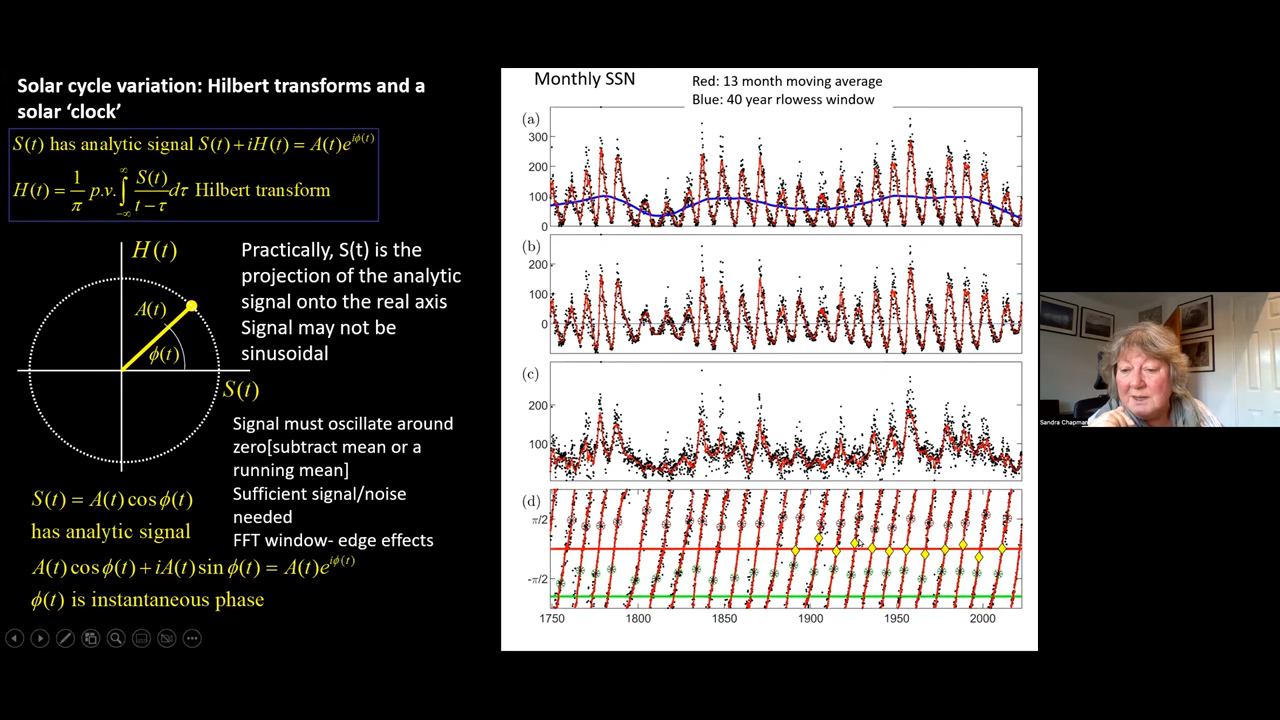 Solar cycle variation: Hilbert transforms and a
solar ‘clock’
S(t) has analytic signal S(t) + iH(t) = A(t)e^{iϕ(t)}
H(t) = 1/π p.v. ∫_{-∞}^{∞} S(t)/(t−τ) dτ Hilbert transform
H(t)
A(t)
ϕ(t)
S(t)
Practically, S(t) is the
projection of the analytic
signal onto the real axis
Signal may not be
sinusoidal
Signal must oscillate around
zero[subtract mean or a
running mean]
Sufficient signal/noise
needed
FFT window- edge effects
S(t) = A(t) cos ϕ(t)
has analytic signal
A(t) cos ϕ(t) + iA(t) sin ϕ(t) = A(t)e^{iϕ(t)}
ϕ(t) is instantaneous phase
Monthly SSN
Red: 13 month moving average
Blue: 40 year rlowess window
(a)
300
200
100
0
(b)
200
100
0
(c)
200
100
(d)
π/2
-π/2
1750 1800 1850 1900 1950 2000
Sandra Chapman